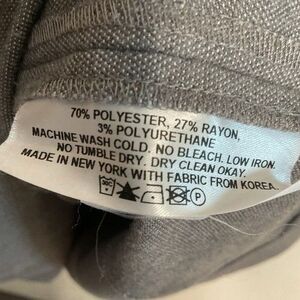 70% POLYESTER, 27% RAYON,
3% POLYURETHANE
MACHINE WASH COLD. NO BLEACH. LOW IRON.
NO TUMBLE DRY. DRY CLEAN OKAY.
MADE IN NEW YORK WITH FABRIC FROM KOREA.
30C P